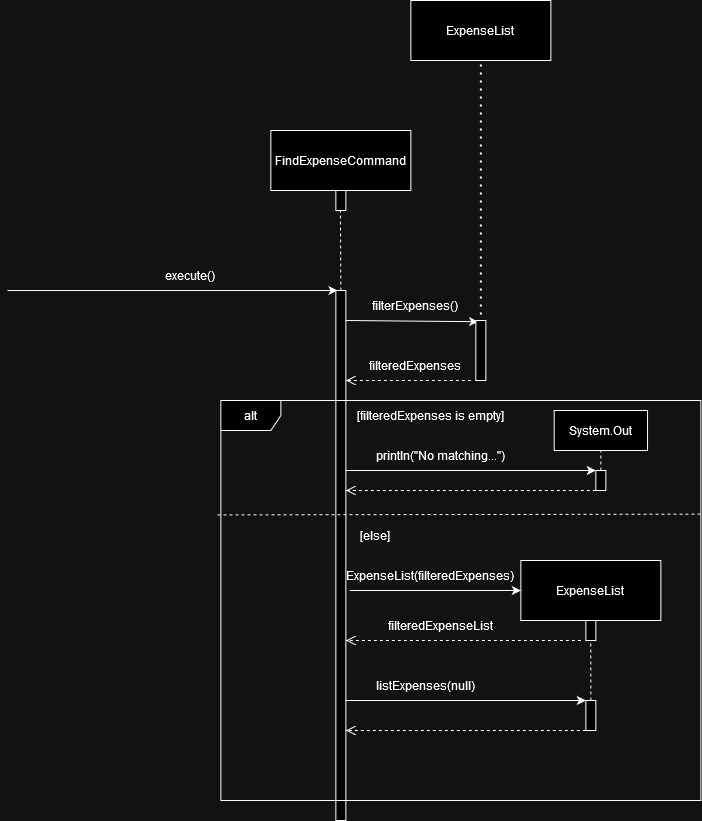 ExpenseList
FindExpenseCommand
execute()
filterExpenses()
filteredExpenses
alt
[filteredExpenses is empty]
System.Out
println("No matching...")
[else]
ExpenseList(filteredExpenses)
ExpenseList
filteredExpenseList
listExpenses(null)